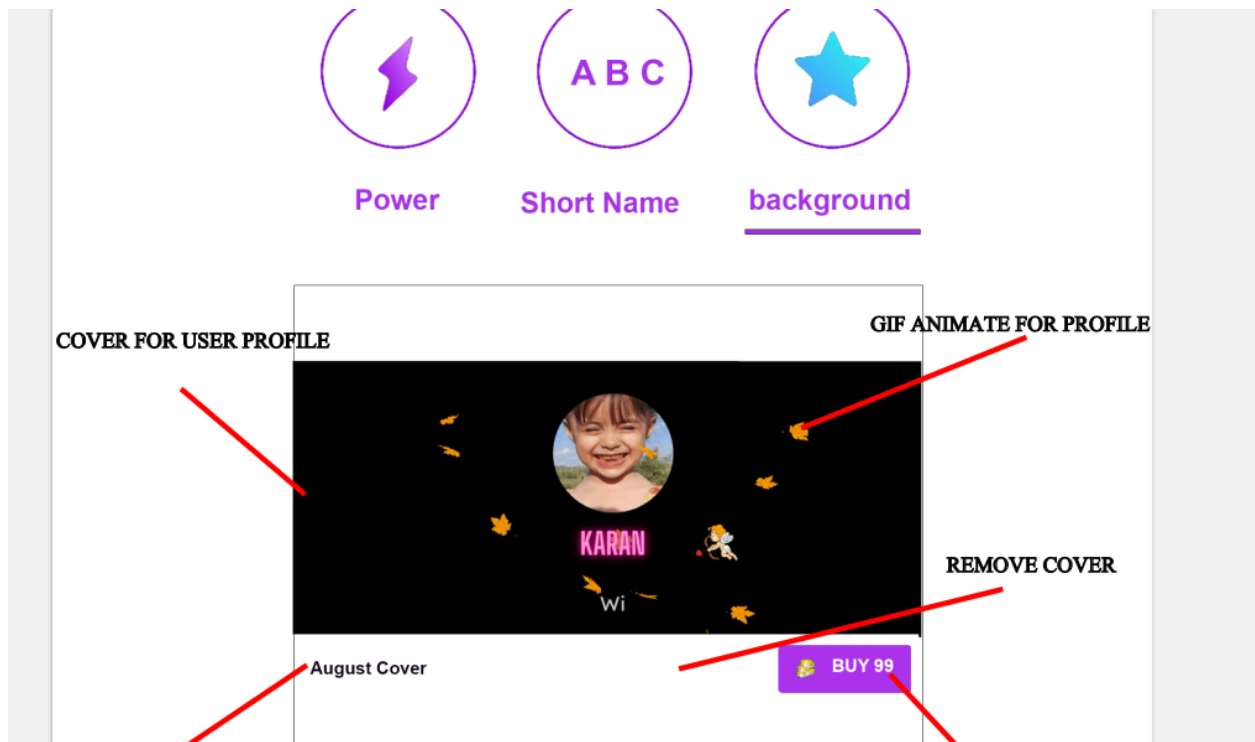 A B C
Power
Short Name
background
GIF ANIMATE FOR PROFILE
COVER FOR USER PROFILE
KARAN
Wi
REMOVE COVER
August Cover
BUY 99